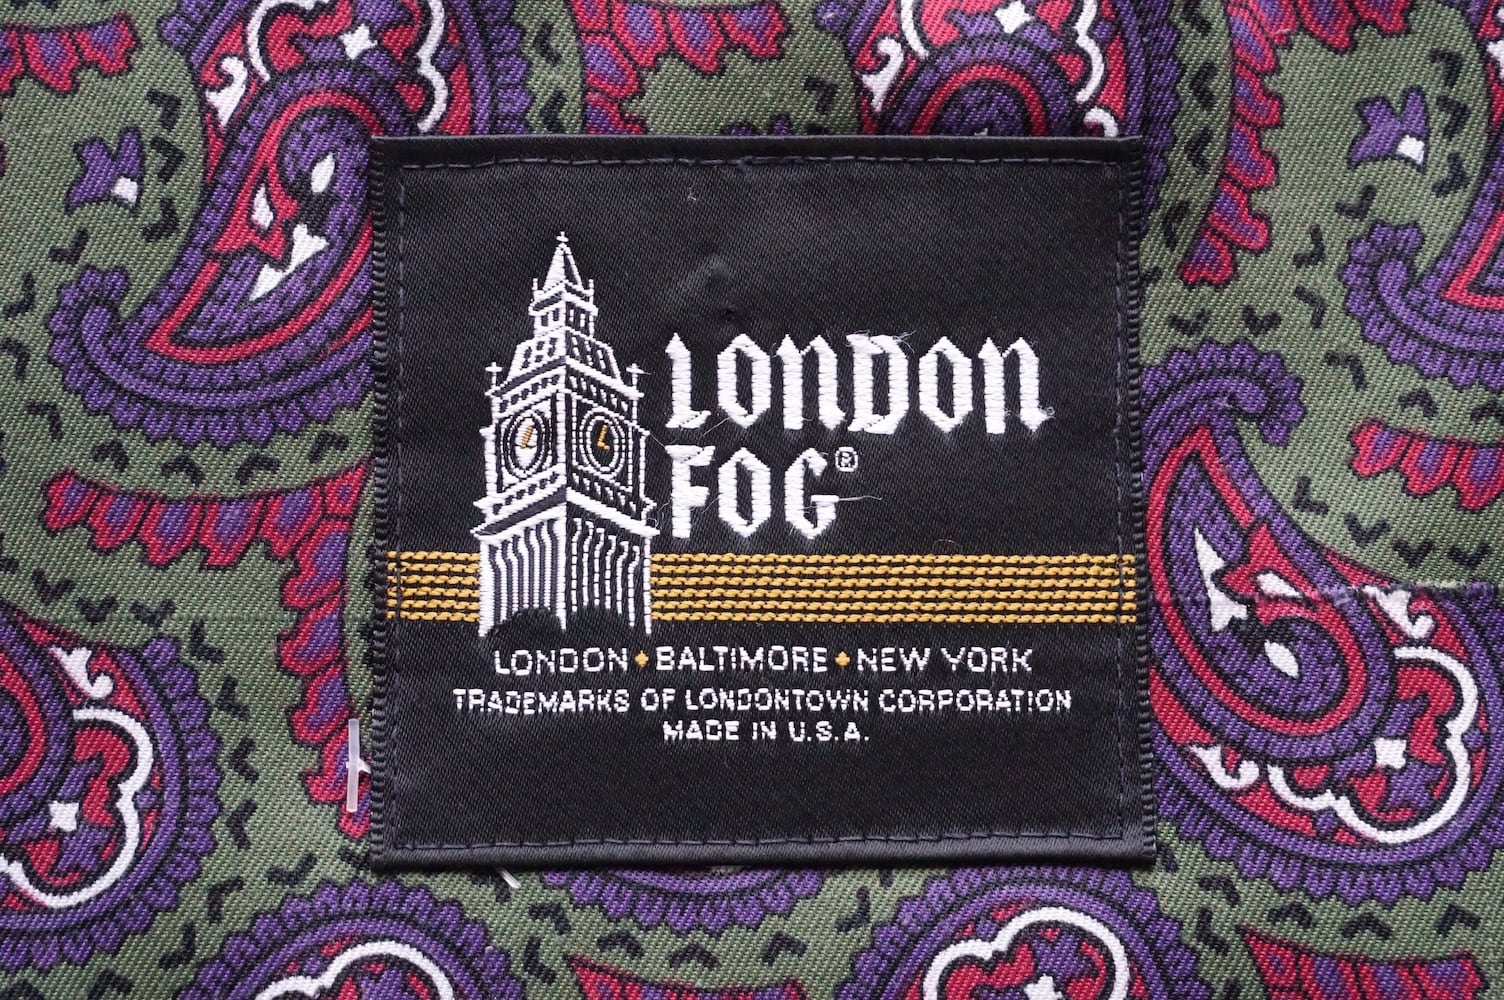 LONDON
FOG®
LONDON ♦ BALTIMORE ♦ NEW YORK
TRADEMARKS OF LONDONTOWN CORPORATION
MADE IN U.S.A.